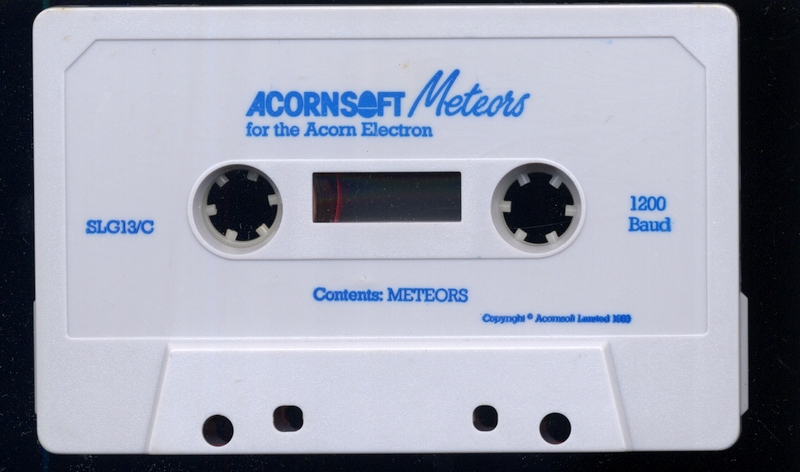 ACORNSOFT Meteors
for the Acorn Electron
SLG13/C
1200
Baud
Contents: METEORS
Copyright © Acornsoft Limited 1983